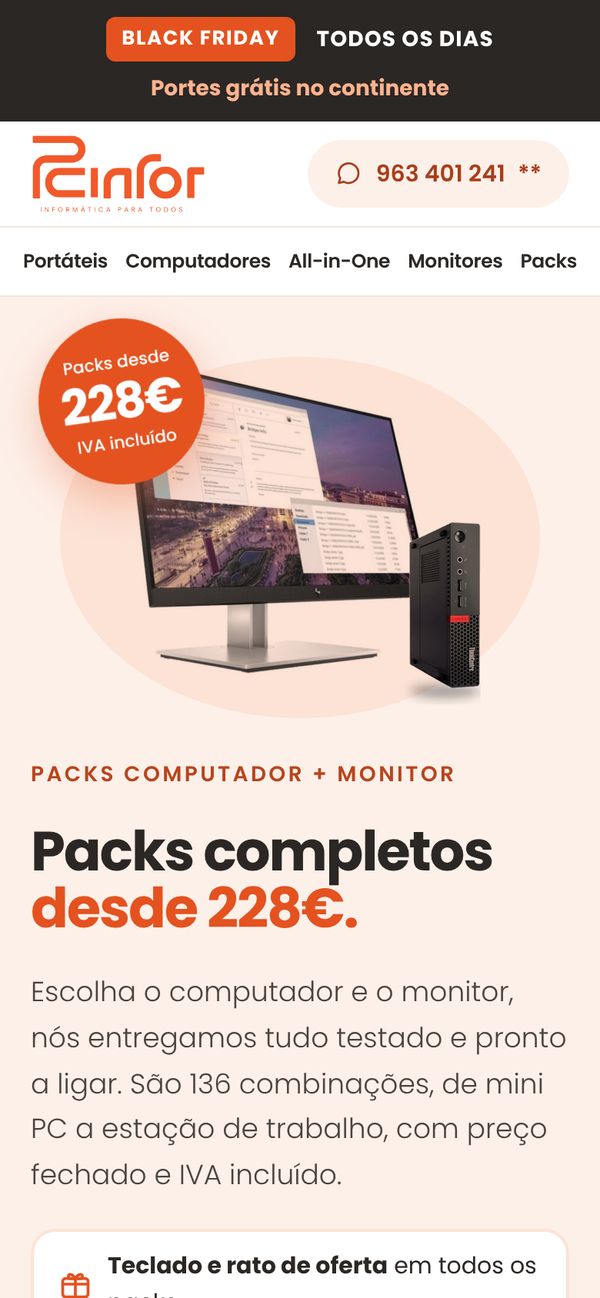 BLACK FRIDAY TODOS OS DIAS
Portes grátis no continente
PCinfor
INFORMÁTICA PARA TODOS
963 401 241 **
Portáteis Computadores All-in-One Monitores Packs
Packs desde
228€
IVA incluído
ThinkCentre
PACKS COMPUTADOR + MONITOR
Packs completos
desde 228€.
Escolha o computador e o monitor,
nós entregamos tudo testado e pronto
a ligar. São 136 combinações, de mini
PC a estação de trabalho, com preço
fechado e IVA incluído.
Teclado e rato de oferta em todos os
packs